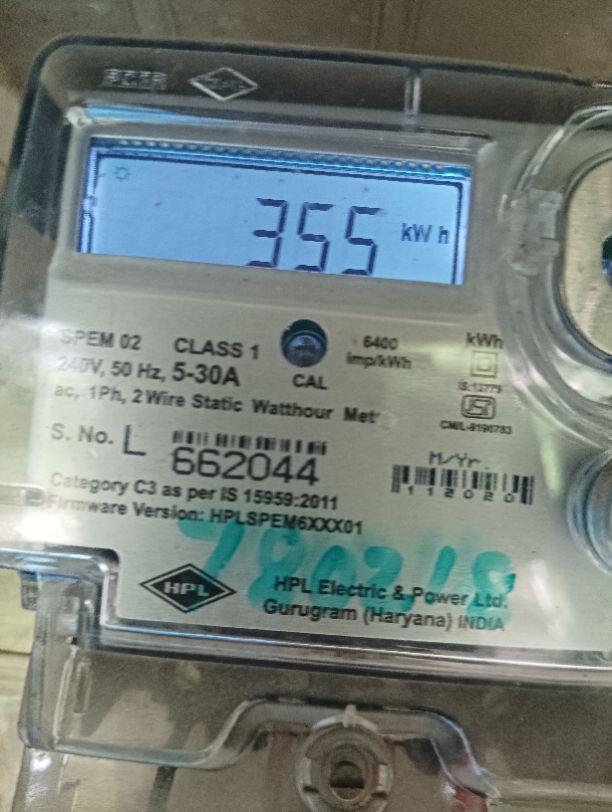 355 kWh
SPEM 02 CLASS 1 6400 imp/kWh kWh
240V, 50 Hz, 5-30A CAL IS:13779
ac, 1Ph, 2 Wire Static Watthour
CM/L-9190783
S. No. L 662044
M/Yr.
112020
Category C3 as per IS 15959:2011
Firmware Version: HPLSPEM6XXX01
HPL
HPL Electric & Power Ltd.
Gurugram (Haryana) INDIA